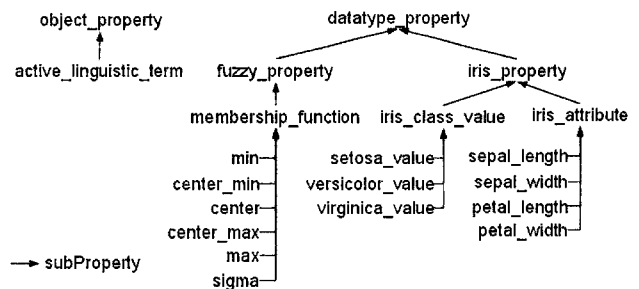 object_property
datatype_property
active_linguistic_term
fuzzy_property
iris_property
membership_function
iris_class_value
iris_attribute
min
center_min
center
center_max
max
sigma
setosa_value
versicolor_value
virginica_value
sepal_length
sepal_width
petal_length
petal_width
subProperty